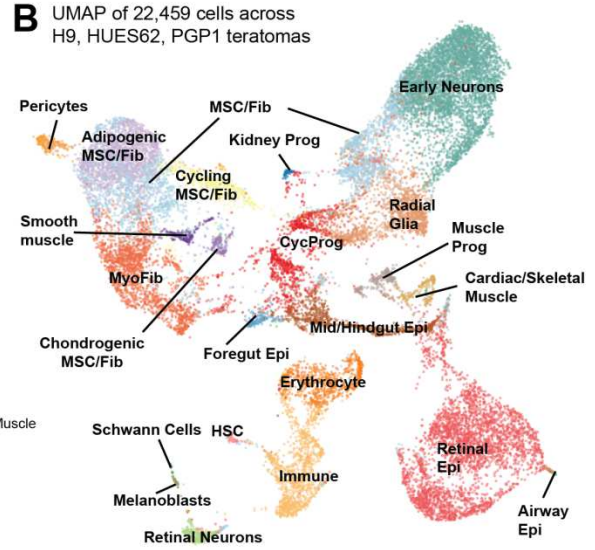 B UMAP of 22,459 cells across
H9, HUES62, PGP1 teratomas
Early Neurons
Pericytes
MSC/Fib
Adipogenic
MSC/Fib
Kidney Prog
Cycling
MSC/Fib
Radial
Glia
Smooth
muscle
CycProg
Muscle
Prog
MyoFib
Cardiac/Skeletal
Muscle
Mid/Hindgut Epi
Chondrogenic
MSC/Fib
Foregut Epi
Erythrocyte
Muscle
Schwann Cells
HSC
Retinal
Epi
Immune
Melanoblasts
Airway
Epi
Retinal Neurons